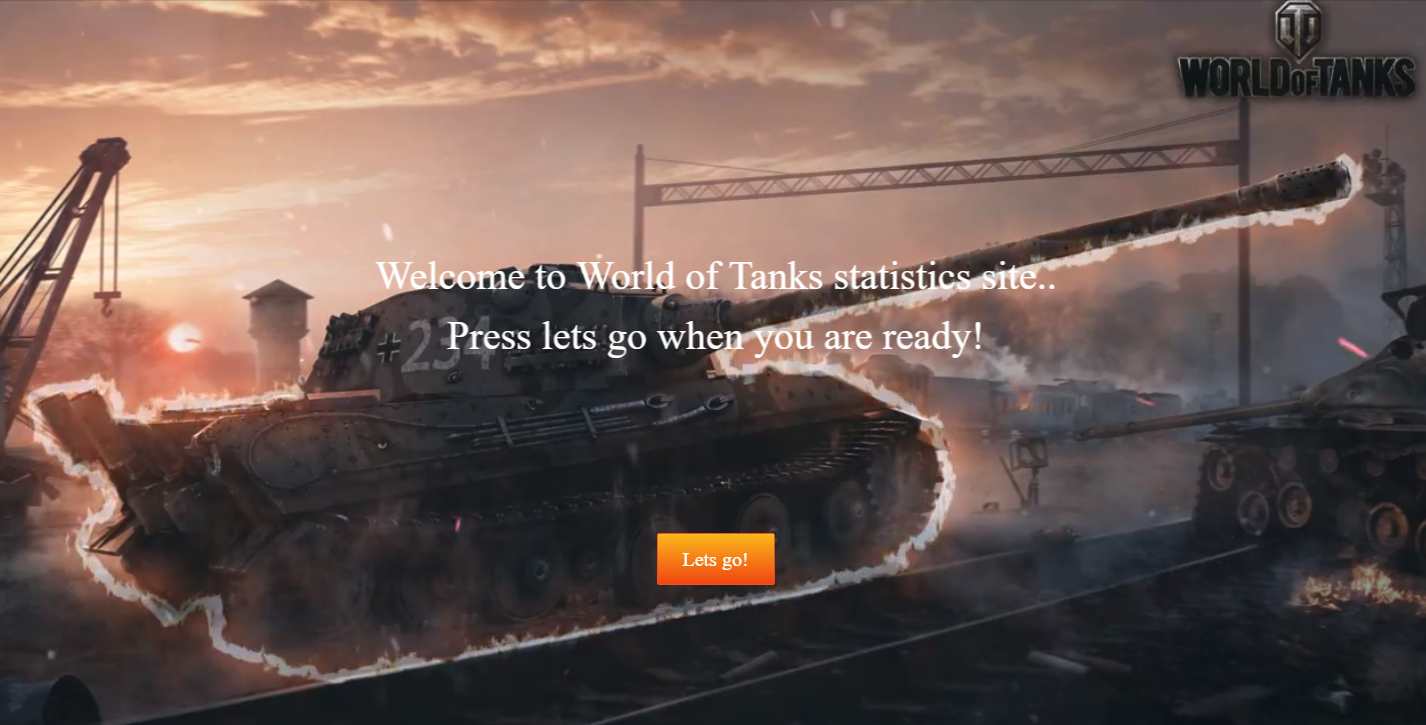 WORLD OF TANKS
Welcome to World of Tanks statistics site..
Press lets go when you are ready!
234
Lets go!